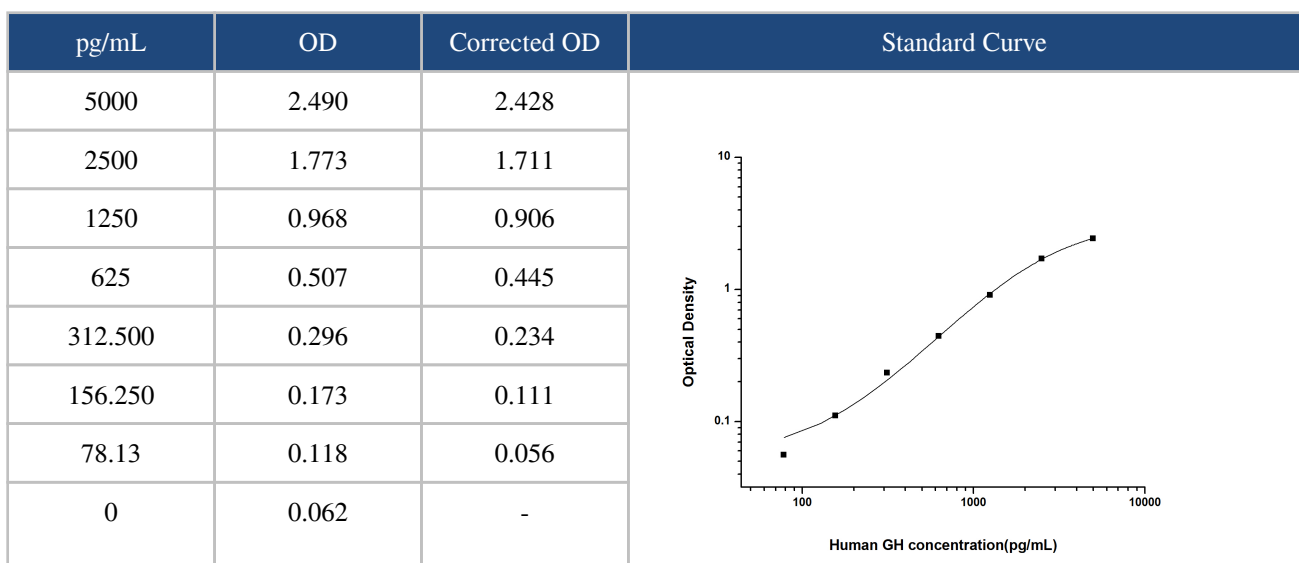 pg/mL OD Corrected OD Standard Curve
5000 2.490 2.428
2500 1.773 1.711
1250 0.968 0.906
625 0.507 0.445
312.500 0.296 0.234
156.250 0.173 0.111
78.13 0.118 0.056
0 0.062 -
10
1
0.1
Optical Density
100 1000 10000
Human GH concentration(pg/mL)